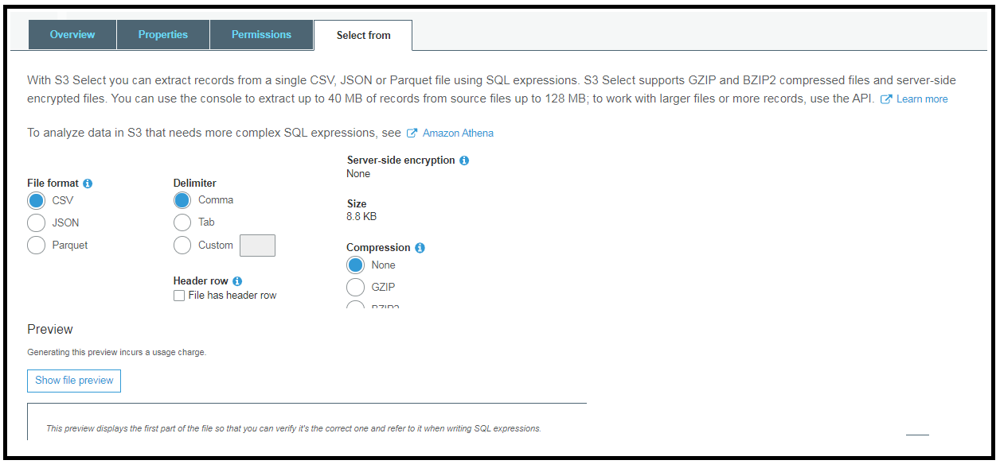 Overview Properties Permissions Select from
With S3 Select you can extract records from a single CSV, JSON or Parquet file using SQL expressions. S3 Select supports GZIP and BZIP2 compressed files and server-side
encrypted files. You can use the console to extract up to 40 MB of records from source files up to 128 MB; to work with larger files or more records, use the API. Learn more
To analyze data in S3 that needs more complex SQL expressions, see Amazon Athena
File format
CSV
JSON
Parquet
Delimiter
Comma
Tab
Custom
Header row
File has header row
Server-side encryption
None
Size
8.8 KB
Compression
None
GZIP
BZIP2
Preview
Generating this preview incurs a usage charge.
Show file preview
This preview displays the first part of the file so that you can verify it's the correct one and refer to it when writing SQL expressions.